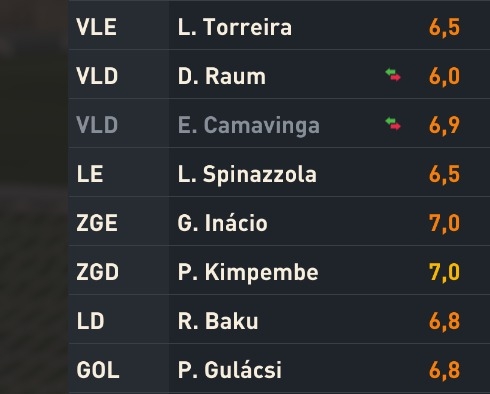 VLE L. Torreira 6,5
VLD D. Raum 6,0
VLD E. Camavinga 6,9
LE L. Spinazzola 6,5
ZGE G. Inácio 7,0
ZGD P. Kimpembe 7,0
LD R. Baku 6,8
GOL P. Gulácsi 6,8